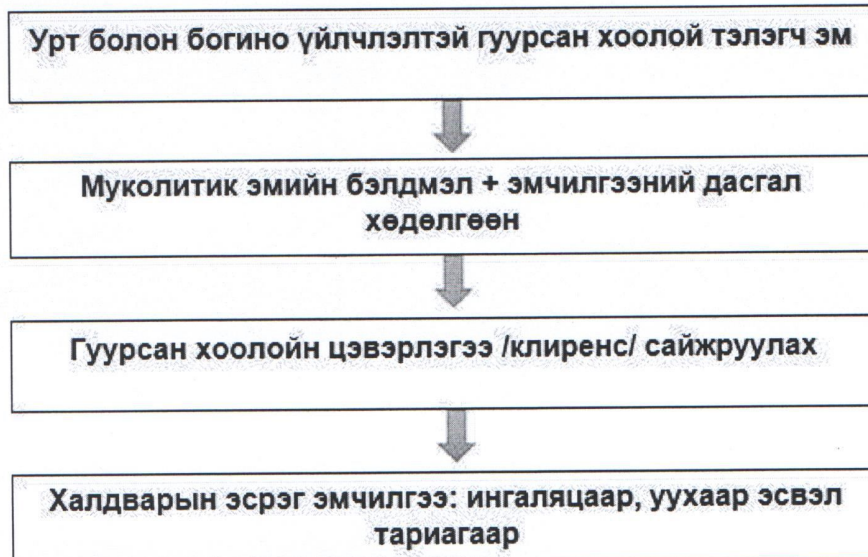 Урт болон богино үйлчлэлтэй гуурсан хоолой тэлэгч эм
Муколитик эмийн бэлдмэл + эмчилгээний дасгал
хөдөлгөөн
Гуурсан хоолойн цэвэрлэгээ /клиренс/ сайжруулах
Халдварын эсрэг эмчилгээ: ингаляцаар, уухаар эсвэл
тариагаар